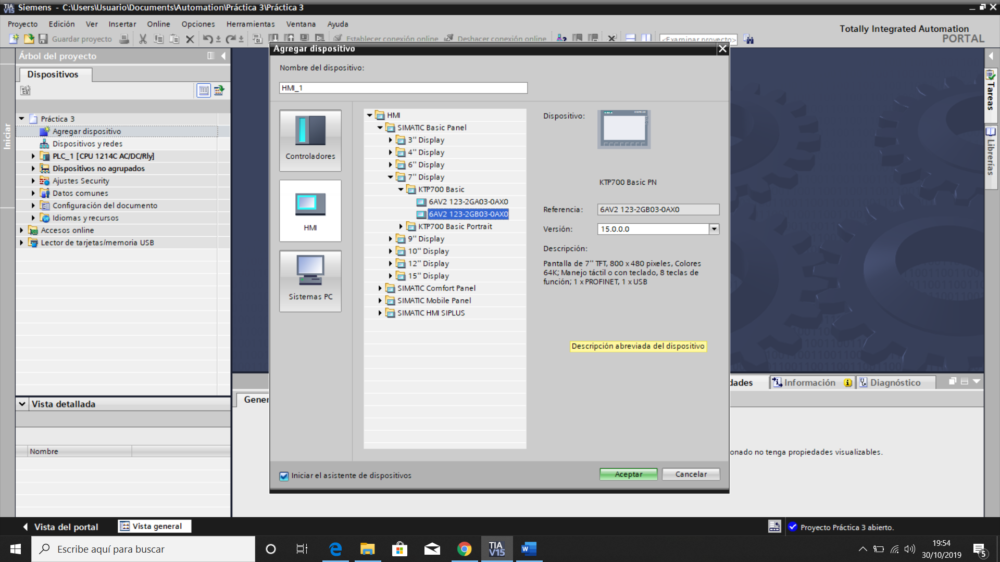 Siemens - C:\Users\Usuario\Documents\Automation\Práctica 3\Práctica 3
Proyecto Edición Ver Insertar Online Opciones Herramientas Ventana Ayuda
Totally Integrated Automation
PORTAL
Guardar proyecto
Establecer conexión online
Deshacer conexión online
<Examinar proyecto>
Árbol del proyecto
Dispositivos
Iniciar
Práctica 3
Agregar dispositivo
Dispositivos y redes
PLC_1 [CPU 1214C AC/DC/Rly]
Dispositivos no agrupados
Ajustes Security
Datos comunes
Configuración del documento
Idiomas y recursos
Accesos online
Lector de tarjetas/memoria USB
Vista detallada
Nombre
Agregar dispositivo
Nombre del dispositivo:
HMI_1
Controladores
HMI
Sistemas PC
HMI
SIMATIC Basic Panel
3'' Display
4'' Display
6'' Display
7'' Display
KTP700 Basic
6AV2 123-2GA03-0AX0
6AV2 123-2GB03-0AX0
KTP700 Basic Portrait
9'' Display
10'' Display
12'' Display
15'' Display
SIMATIC Comfort Panel
SIMATIC Mobile Panel
SIMATIC HMI SIPLUS
Dispositivo:
KTP700 Basic PN
Referencia: 6AV2 123-2GB03-0AX0
Versión: 15.0.0.0
Descripción:
Pantalla de 7'' TFT, 800 x 480 pixeles, Colores
64K; Manejo táctil o con teclado, 8 teclas de
función; 1 x PROFINET, 1 x USB
Descripción abreviada del dispositivo
Iniciar el asistente de dispositivos
Aceptar
Cancelar
Tareas
Librerías
dades
Información
Diagnóstico
Gener
onado no tenga propiedades visualizables.
Vista del portal
Vista general
Proyecto Práctica 3 abierto.
Escribe aquí para buscar
TIA
V15
19:54
30/10/2019
5